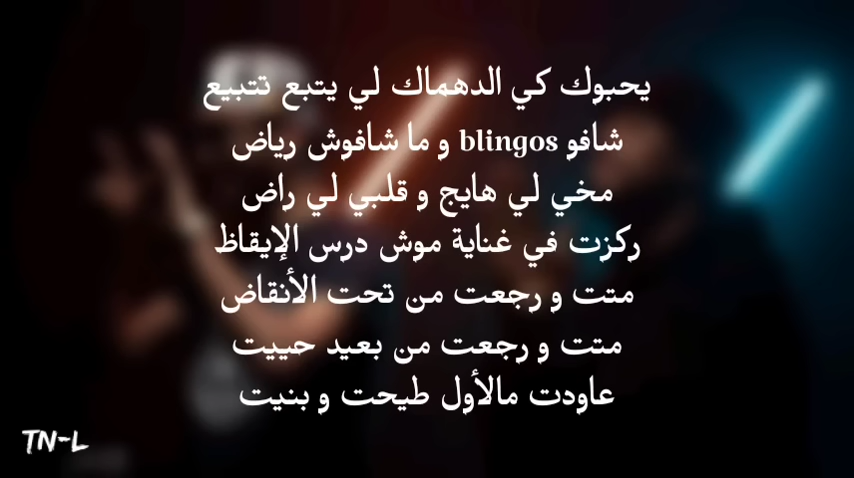 يحبوك كي الدهماك لي يتبع تتبيع
شافو blingos و ما شافوش رياض
مخي لي هايج و قلبي لي راض
ركزت في غناية موش درس الإيقاظ
متت و رجعت من تحت الأنقاض
متت و رجعت من بعيد حييت
عاودت مالأول طيحت و بنيت
TN-L